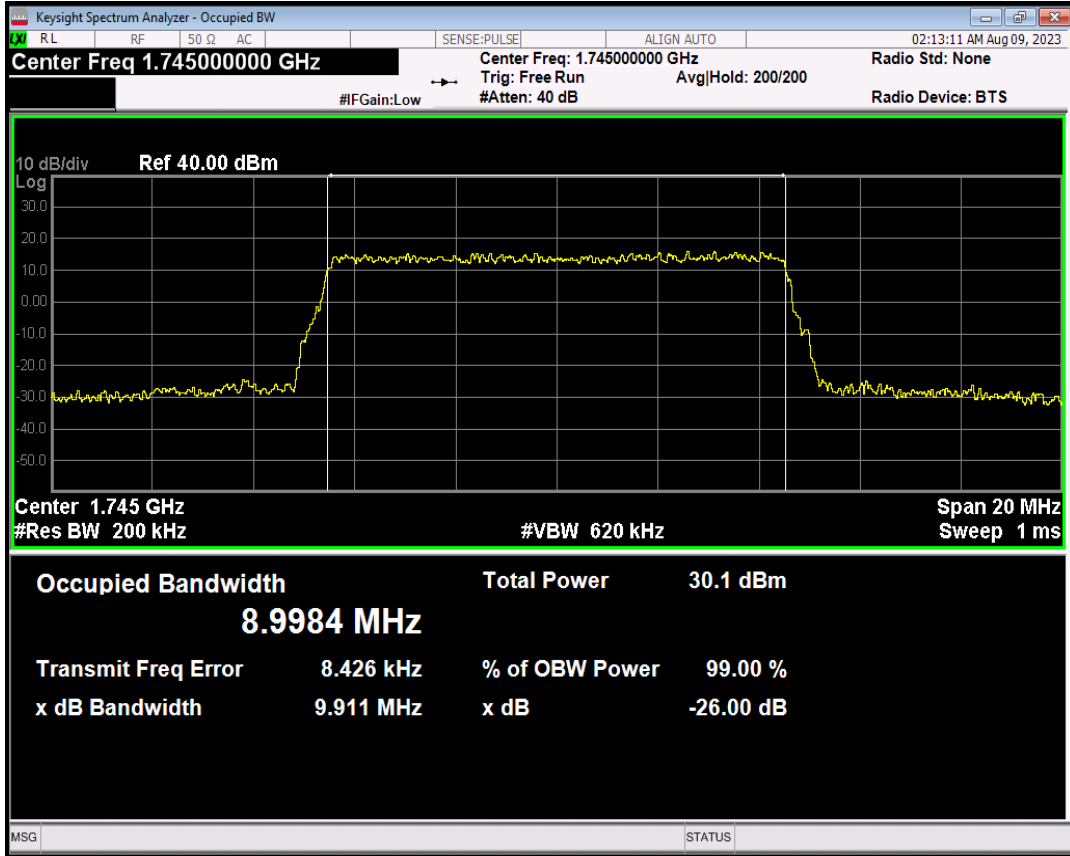 Keysight Spectrum Analyzer - Occupied BW
LXI RL RF 50 Ω AC SENSE:PULSE ALIGN AUTO 02:13:11 AM Aug 09, 2023
Center Freq 1.745000000 GHz Center Freq: 1.745000000 GHz Radio Std: None
Trig: Free Run Avg|Hold: 200/200
#IFGain:Low #Atten: 40 dB Radio Device: BTS
10 dB/div Ref 40.00 dBm
Log
30.0
20.0
10.0
0.00
-10.0
-20.0
-30.0
-40.0
-50.0
Center 1.745 GHz Span 20 MHz
#Res BW 200 kHz #VBW 620 kHz Sweep 1 ms
Occupied Bandwidth Total Power 30.1 dBm
8.9984 MHz
Transmit Freq Error 8.426 kHz % of OBW Power 99.00 %
x dB Bandwidth 9.911 MHz x dB -26.00 dB
MSG STATUS